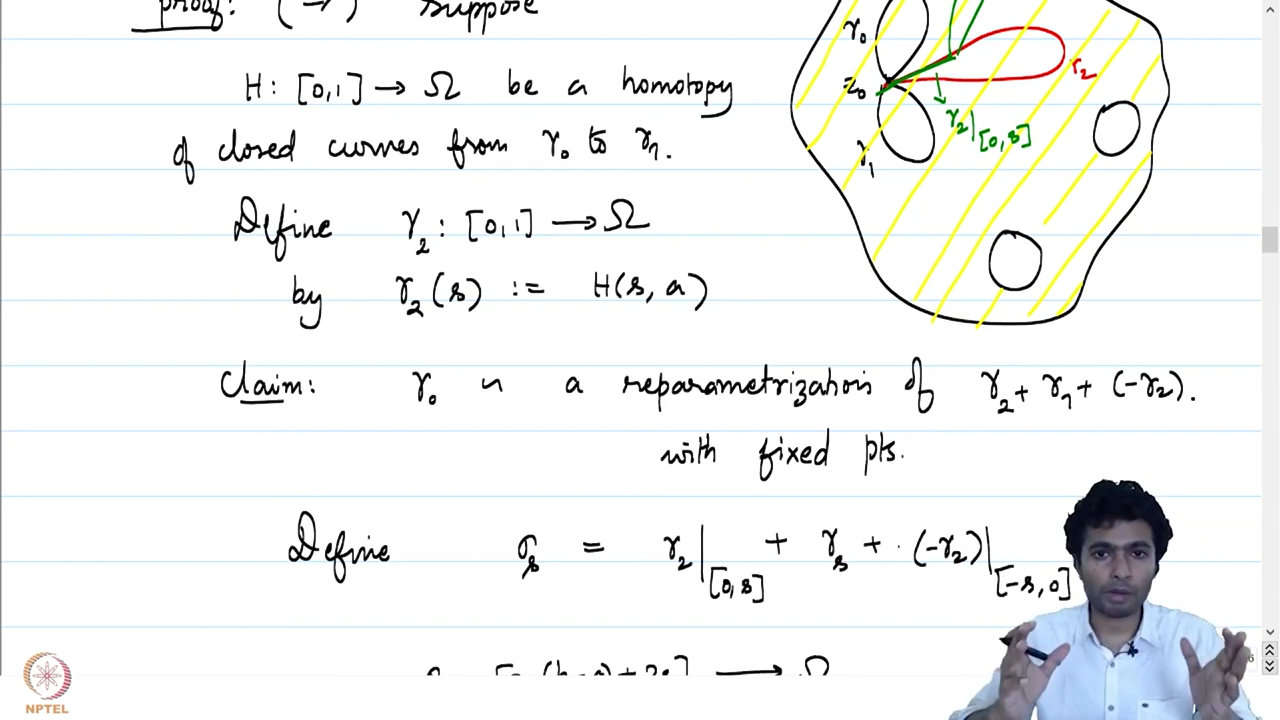 proof: (→) suppose
H: [0,1] → Ω be a homotopy
of closed curves from γ₀ to γ₁.
Define γ₂ : [0,1] → Ω
by γ₂(s) := H(s, a)
Claim: γ₀ is a reparametrization of γ₂ + γ₁ + (-γ₂).
with fixed pts.
Define σₛ = γ₂|[0,s] + γₛ + (-γ₂)|[-s,0]
γ₀
z₀
γ₁
γ₂
γ₂|[0,s]
NPTEL